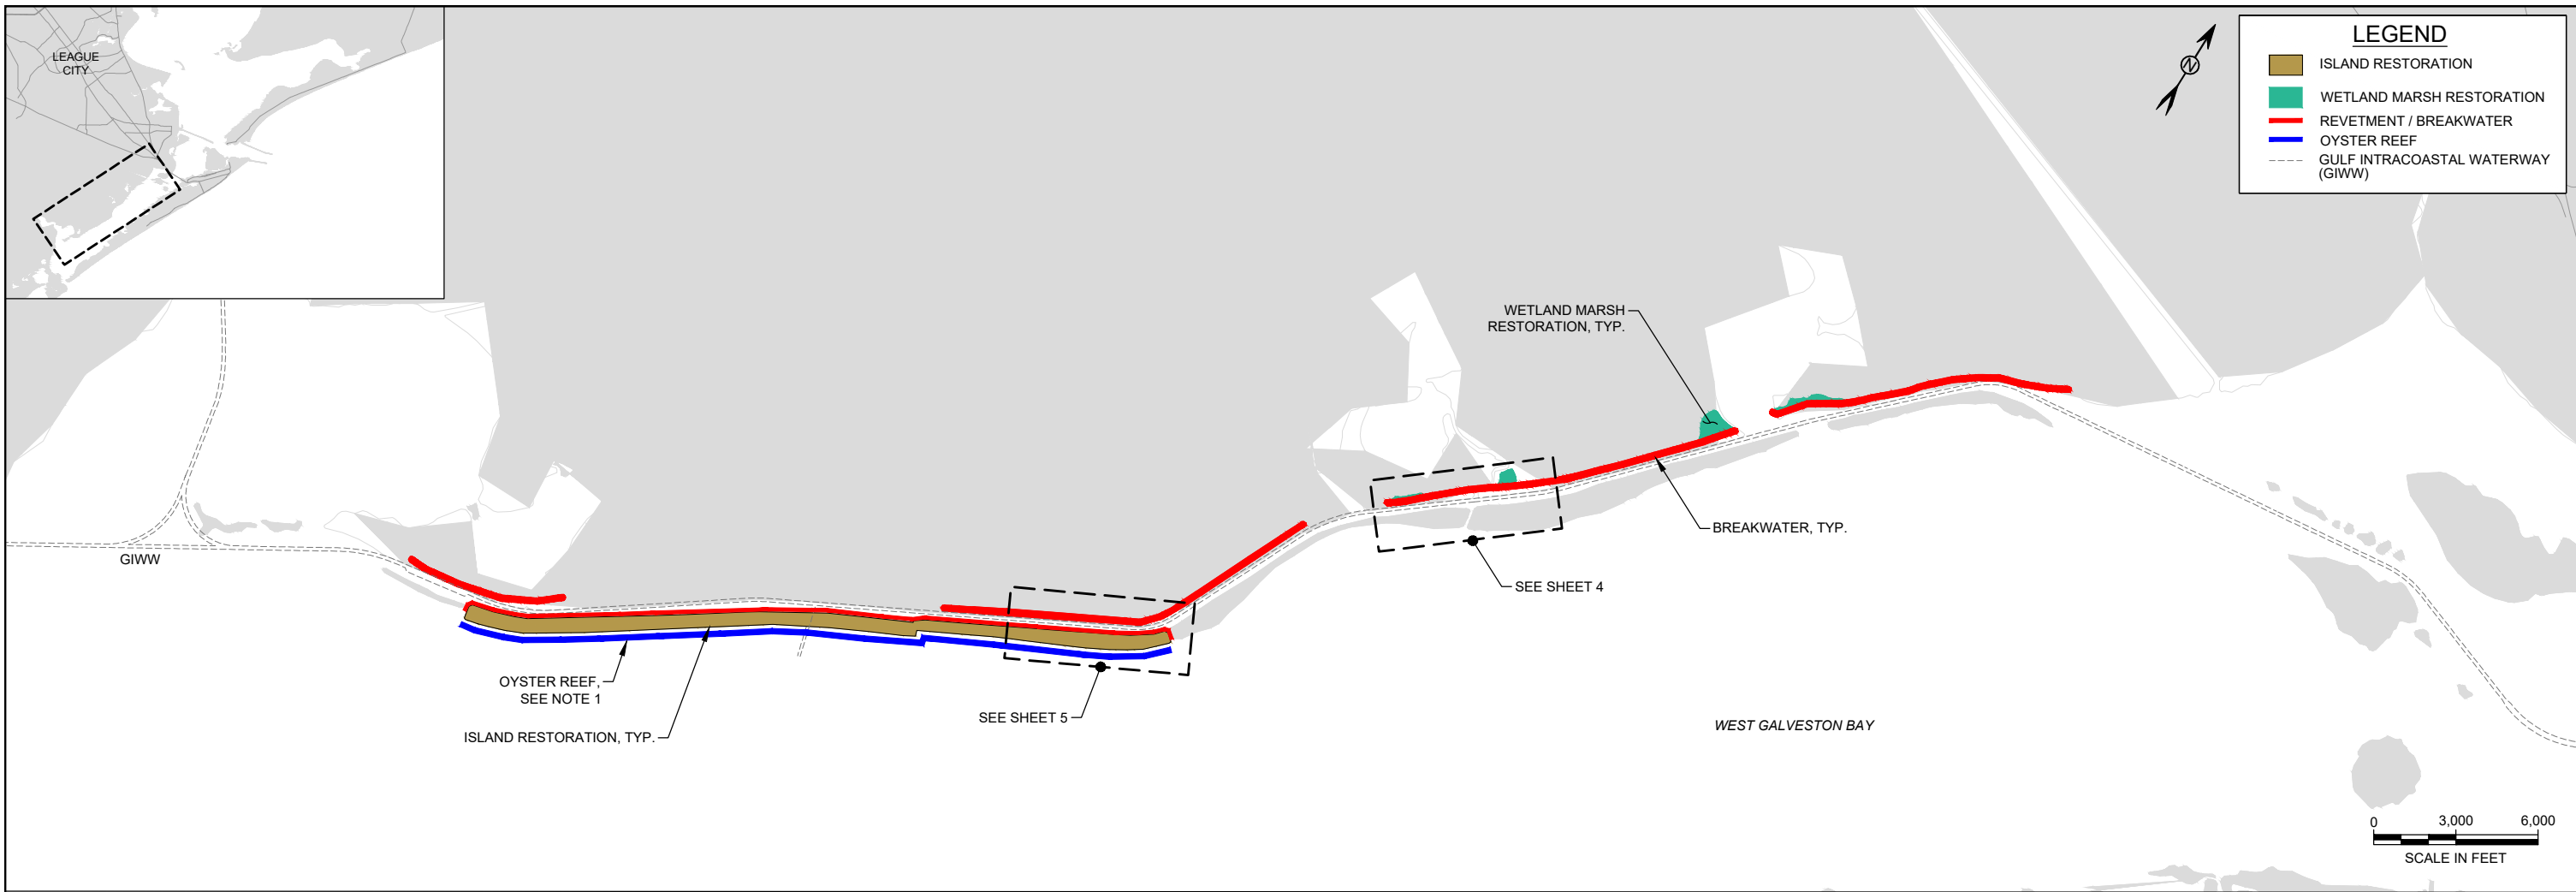 LEAGUE
CITY
N
LEGEND
ISLAND RESTORATION
WETLAND MARSH RESTORATION
REVETMENT / BREAKWATER
OYSTER REEF
GULF INTRACOASTAL WATERWAY
(GIWW)
WETLAND MARSH
RESTORATION, TYP.
BREAKWATER, TYP.
GIWW
SEE SHEET 4
OYSTER REEF,
SEE NOTE 1
SEE SHEET 5
ISLAND RESTORATION, TYP.
WEST GALVESTON BAY
0 3,000 6,000
SCALE IN FEET